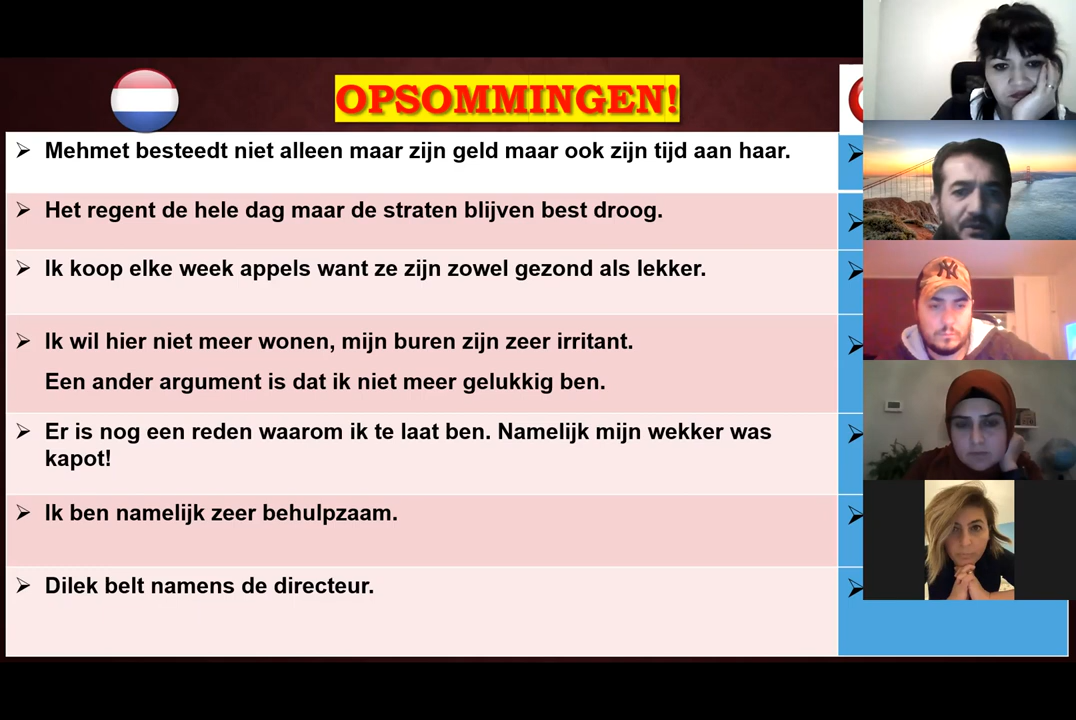 OPSOMMINGEN!
Mehmet besteedt niet alleen maar zijn geld maar ook zijn tijd aan haar.
Het regent de hele dag maar de straten blijven best droog.
Ik koop elke week appels want ze zijn zowel gezond als lekker.
Ik wil hier niet meer wonen, mijn buren zijn zeer irritant.
Een ander argument is dat ik niet meer gelukkig ben.
Er is nog een reden waarom ik te laat ben. Namelijk mijn wekker was
kapot!
Ik ben namelijk zeer behulpzaam.
Dilek belt namens de directeur.